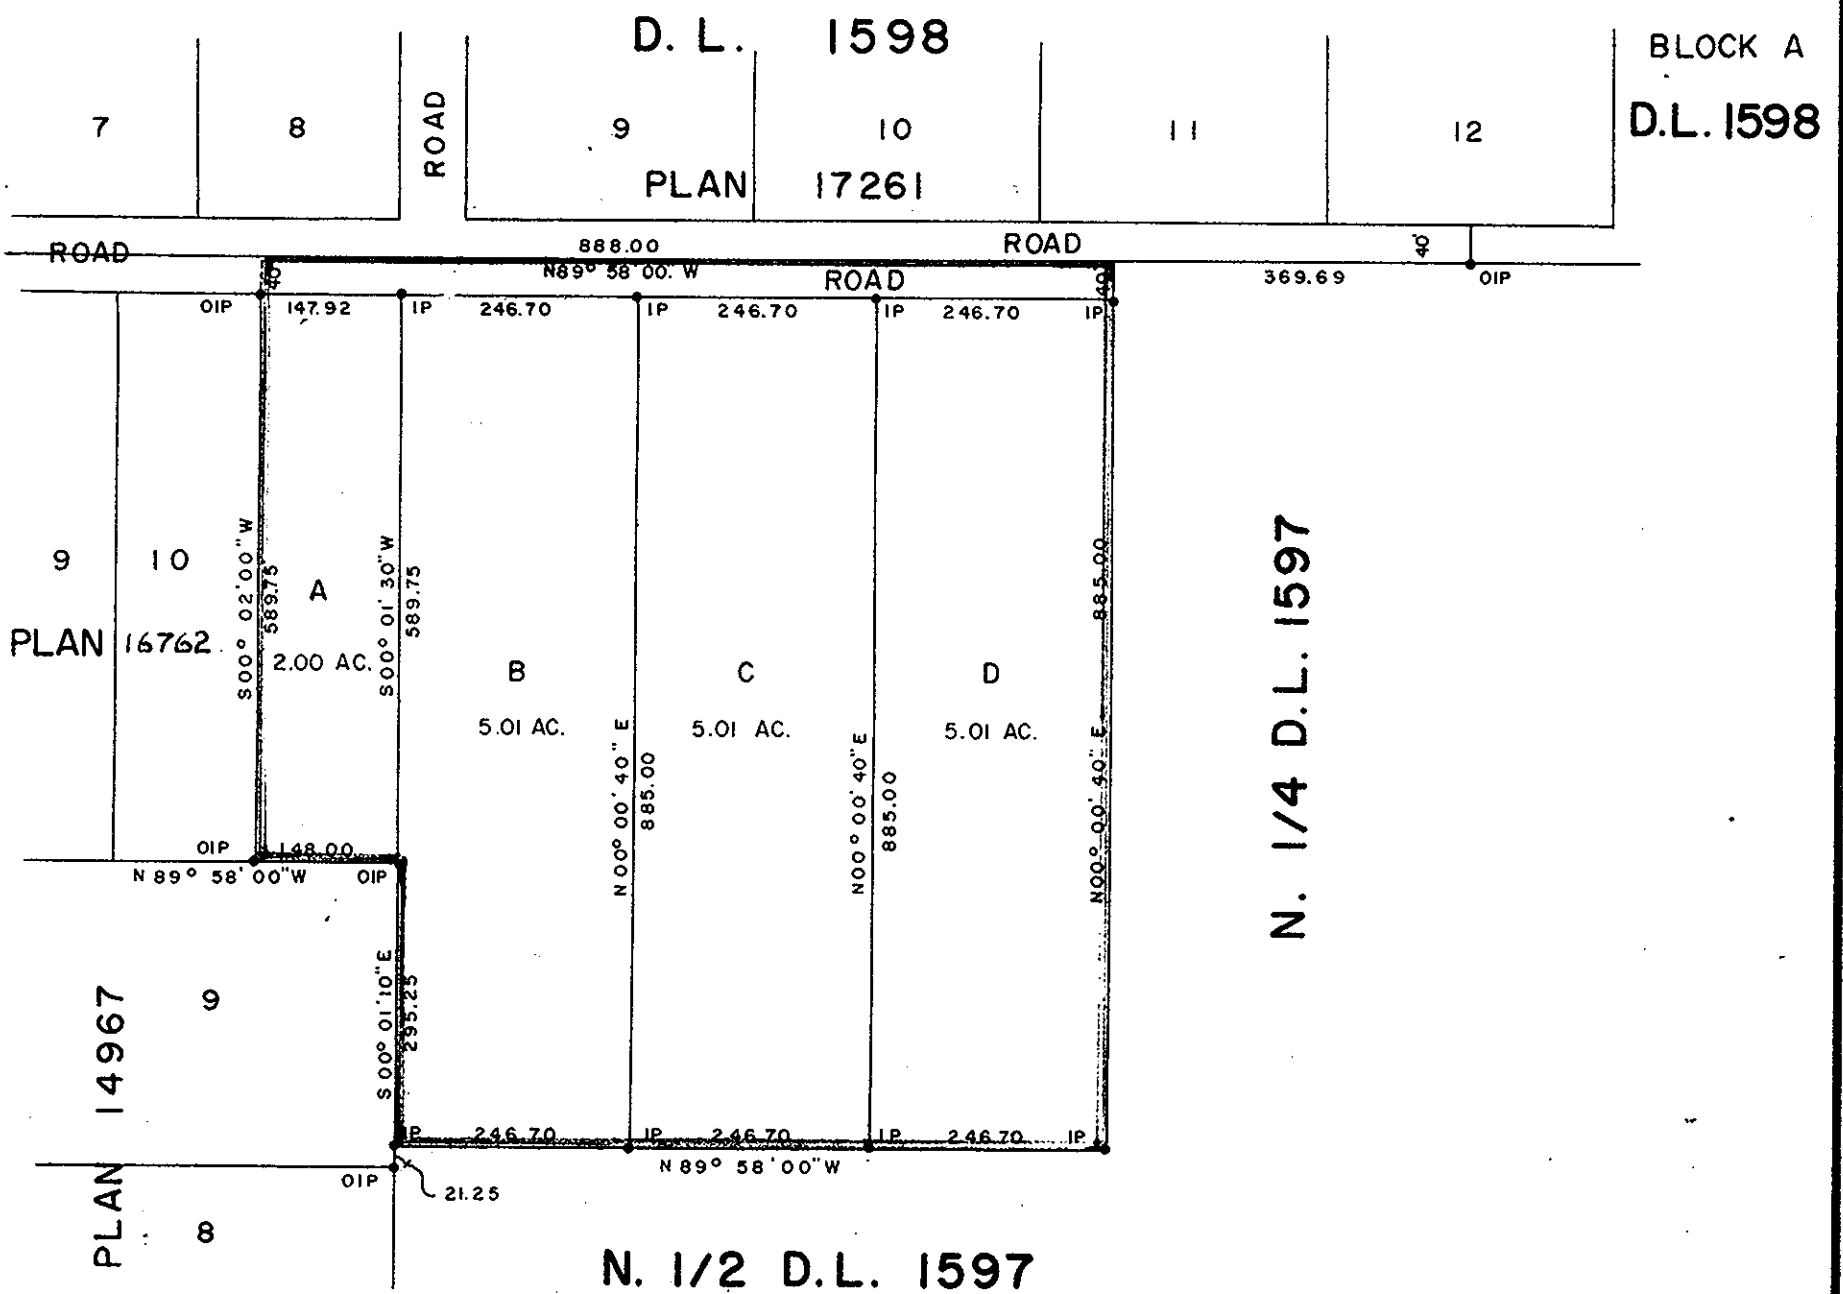 D. L. 1598
BLOCK A
D.L. 1598
7
8
ROAD
9
10
11
12
PLAN 17261
ROAD
888.00
ROAD
40'
N89° 58' 00. W
ROAD
40
40
369.69
OIP
OIP
147.92
IP
246.70
IP
246.70
IP
246.70
IP
9
10
PLAN 16762
S00° 02' 00" W
589.75
A
2.00 AC.
S00° 01' 30" W
589.75
B
5.01 AC.
N00° 00' 40" E
885.00
C
5.01 AC.
N00° 00' 40" E
885.00
D
5.01 AC.
885.00
N00° 00' 40" E
N. 1/4 D.L. 1597
OIP
148.00
N 89° 58' 00" W
OIP
PLAN 14967
9
S 00° 01' 10" E
295.25
IP
246.70
IP
246.70
IP
246.70
IP
N 89° 58' 00" W
OIP
21.25
8
N. 1/2 D.L. 1597